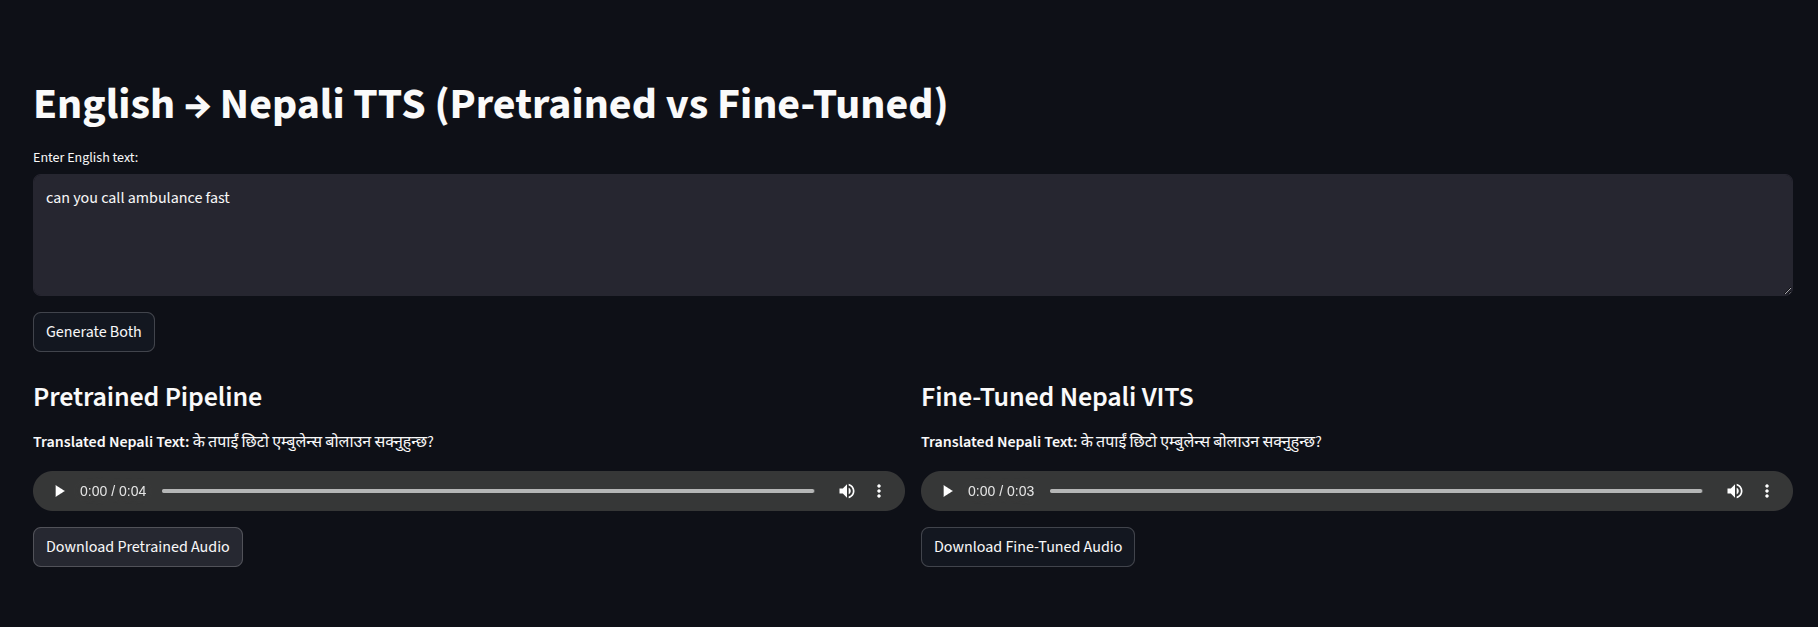 English → Nepali TTS (Pretrained vs Fine-Tuned)
Enter English text:
can you call ambulance fast
Generate Both
Pretrained Pipeline
Translated Nepali Text: के तपाईं छिटो एम्बुलेन्स बोलाउन सक्नुहुन्छ?
0:00 / 0:04
Download Pretrained Audio
Fine-Tuned Nepali VITS
Translated Nepali Text: के तपाईं छिटो एम्बुलेन्स बोलाउन सक्नुहुन्छ?
0:00 / 0:03
Download Fine-Tuned Audio